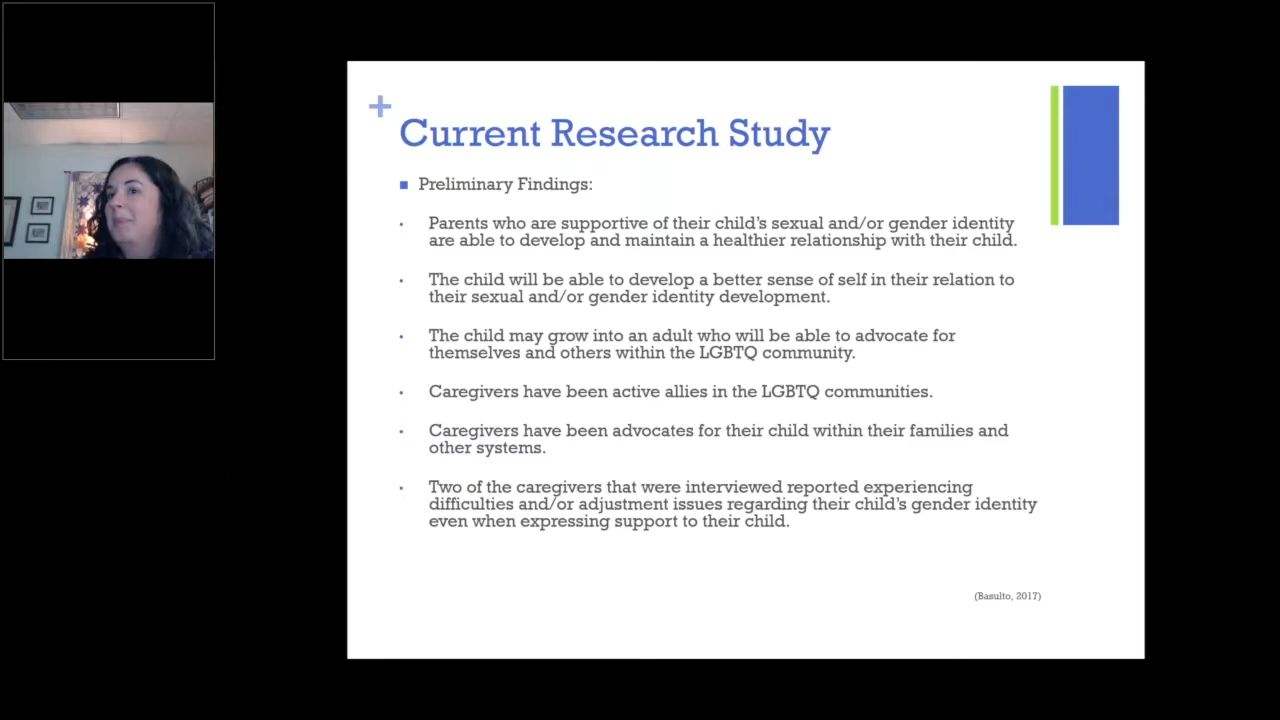 +
Current Research Study
Preliminary Findings:
Parents who are supportive of their child's sexual and/or gender identity
are able to develop and maintain a healthier relationship with their child.
The child will be able to develop a better sense of self in their relation to
their sexual and/or gender identity development.
The child may grow into an adult who will be able to advocate for
themselves and others within the LGBTQ community.
Caregivers have been active allies in the LGBTQ communities.
Caregivers have been advocates for their child within their families and
other systems.
Two of the caregivers that were interviewed reported experiencing
difficulties and/or adjustment issues regarding their child's gender identity
even when expressing support to their child.
(Basulto, 2017)